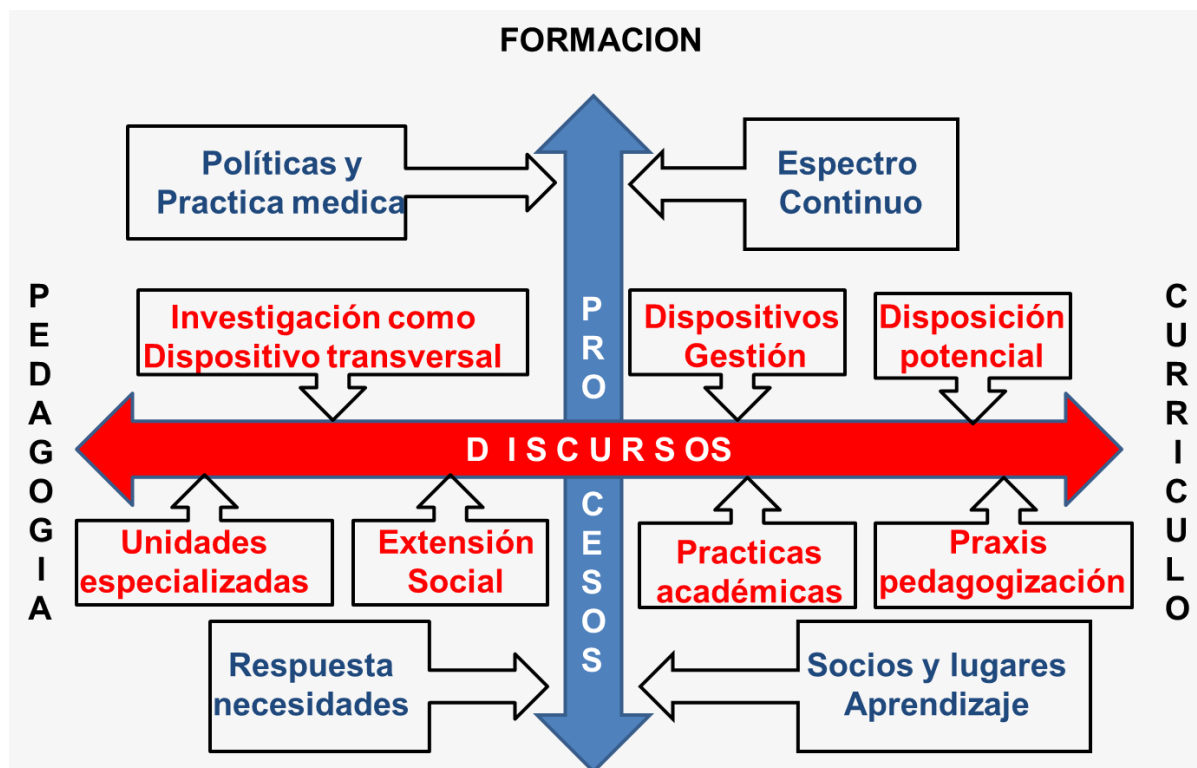 FORMACION
Políticas y
Practica medica
Espectro
Continuo
PEDAGOGIA
CURRICULO
Investigación como
Dispositivo transversal
Dispositivos
Gestión
Disposición
potencial
PRO
DISCURSOS
CESOS
Unidades
especializadas
Extensión
Social
Practicas
académicas
Praxis
pedagogización
Respuesta
necesidades
Socios y lugares
Aprendizaje